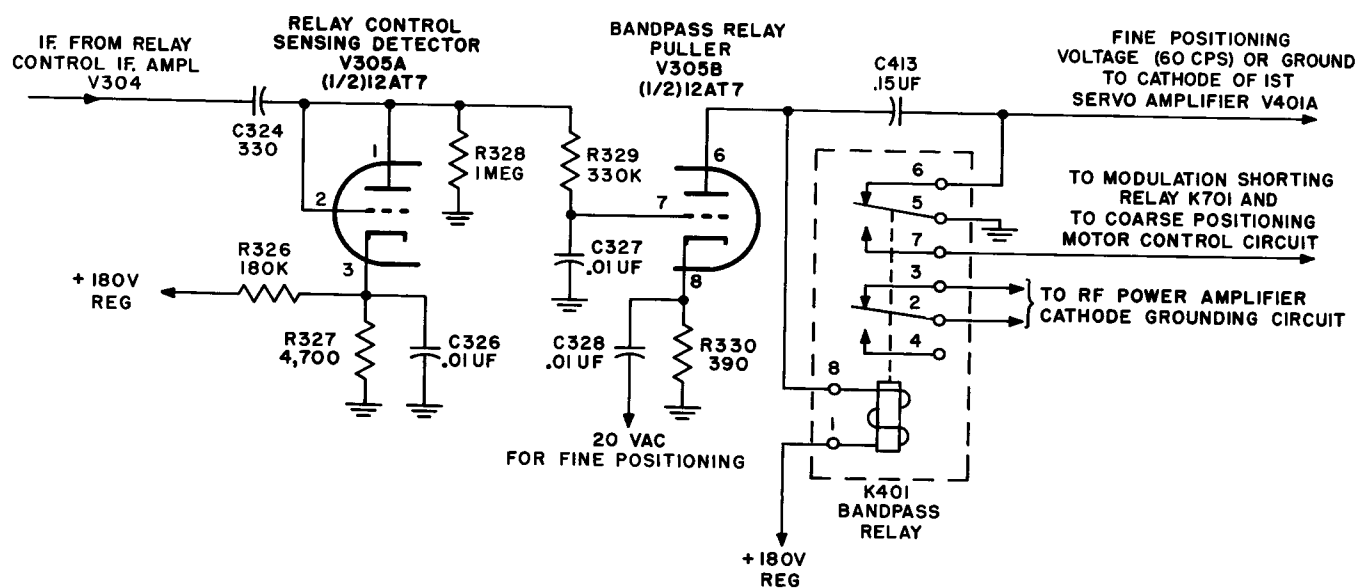 RELAY CONTROL
SENSING DETECTOR
V305A
(1/2)12AT7
BANDPASS RELAY
PULLER
V305B
(1/2)12AT7
I.F. FROM RELAY
CONTROL I.F. AMPL
V304
C413
.15UF
FINE POSITIONING
VOLTAGE (60 CPS) OR GROUND
TO CATHODE OF 1ST
SERVO AMPLIFIER V401A
C324
330
1
2
3
R328
1MEG
R329
330K
6
7
8
C327
.01UF
R326
180K
+180V
REG
R327
4,700
C326
.01UF
C328
.01UF
R330
390
20 VAC
FOR FINE POSITIONING
6
5
7
3
2
4
8
1
TO MODULATION SHORTING
RELAY K701 AND
TO COARSE POSITIONING
MOTOR CONTROL CIRCUIT
TO RF POWER AMPLIFIER
CATHODE GROUNDING CIRCUIT
K401
BANDPASS
RELAY
+180V
REG